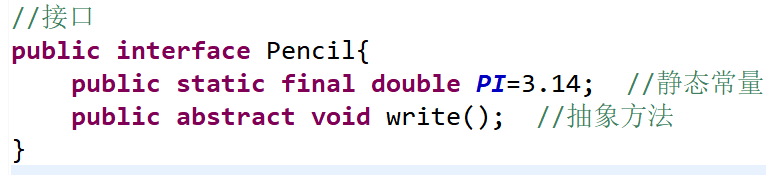 //接口
public interface Pencil{
    public static final double PI=3.14;  //静态常量
    public abstract void write();  //抽象方法
}